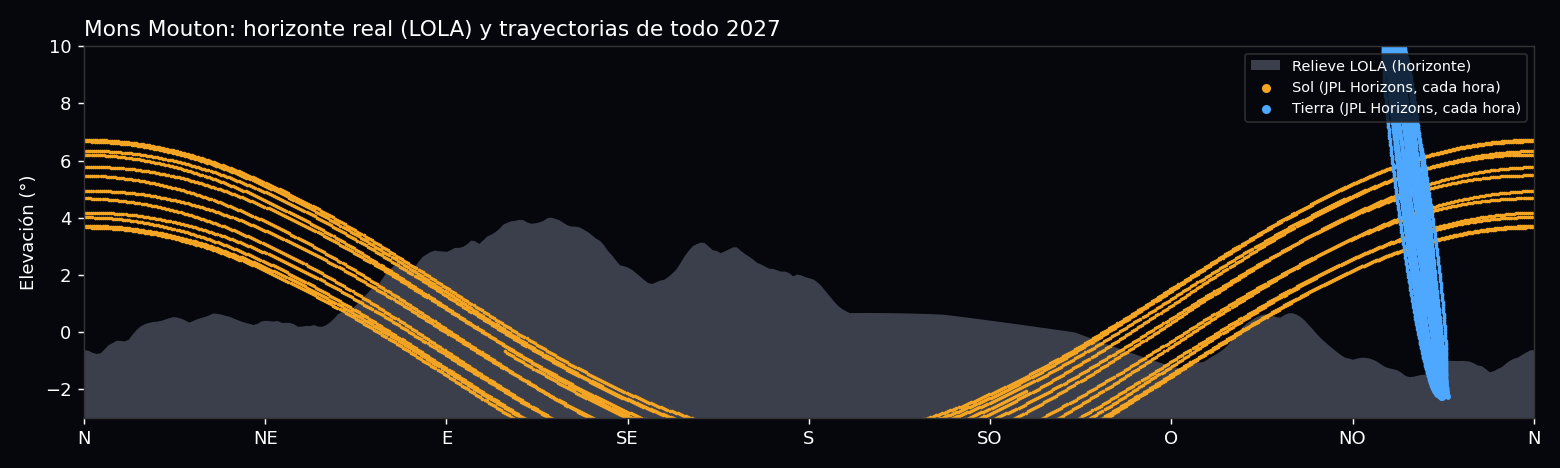 Mons Mouton: horizonte real (LOLA) y trayectorias de todo 2027
Elevación (°)
10
8
6
4
2
0
−2
Relieve LOLA (horizonte)
Sol (JPL Horizons, cada hora)
Tierra (JPL Horizons, cada hora)
N NE E SE S SO O NO N